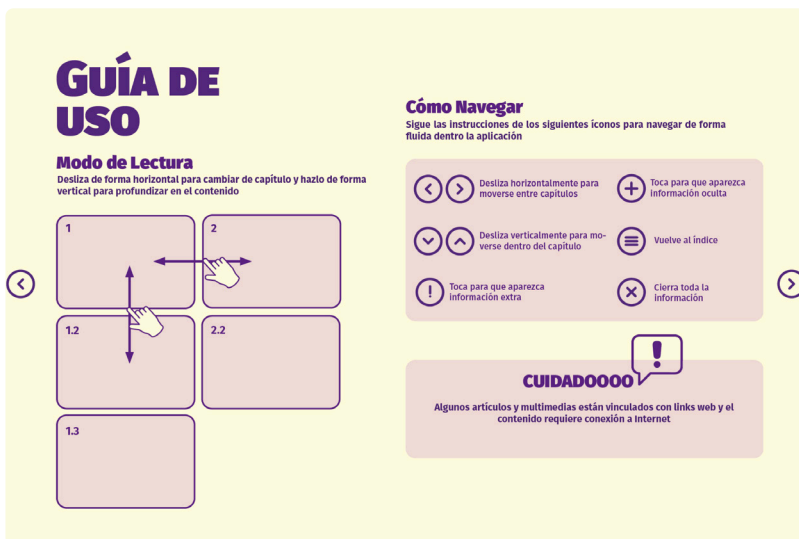 GUÍA DE
USO
Modo de Lectura
Desliza de forma horizontal para cambiar de capítulo y hazlo de forma
vertical para profundizar en el contenido
1
2
1.2
2.2
1.3
Cómo Navegar
Sigue las instrucciones de los siguientes íconos para navegar de forma
fluida dentro la aplicación
Desliza horizontalmente para
moverse entre capítulos
Toca para que aparezca
información oculta
Desliza verticalmente para mo-
verse dentro del capítulo
Vuelve al índice
!
Toca para que aparezca
información extra
Cierra toda la
información
!
CUIDADOOOO
Algunos artículos y multimedias están vinculados con links web y el
contenido requiere conexión a Internet